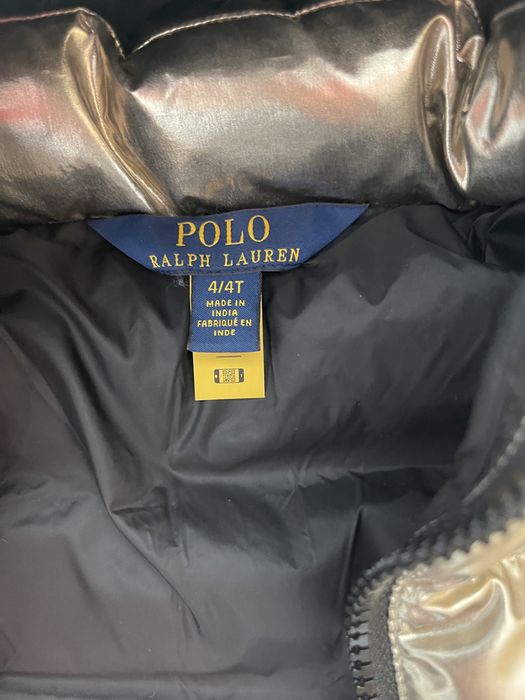 POLO
RALPH LAUREN
4/4T
MADE IN
INDIA
FABRIQUÉ EN
INDE